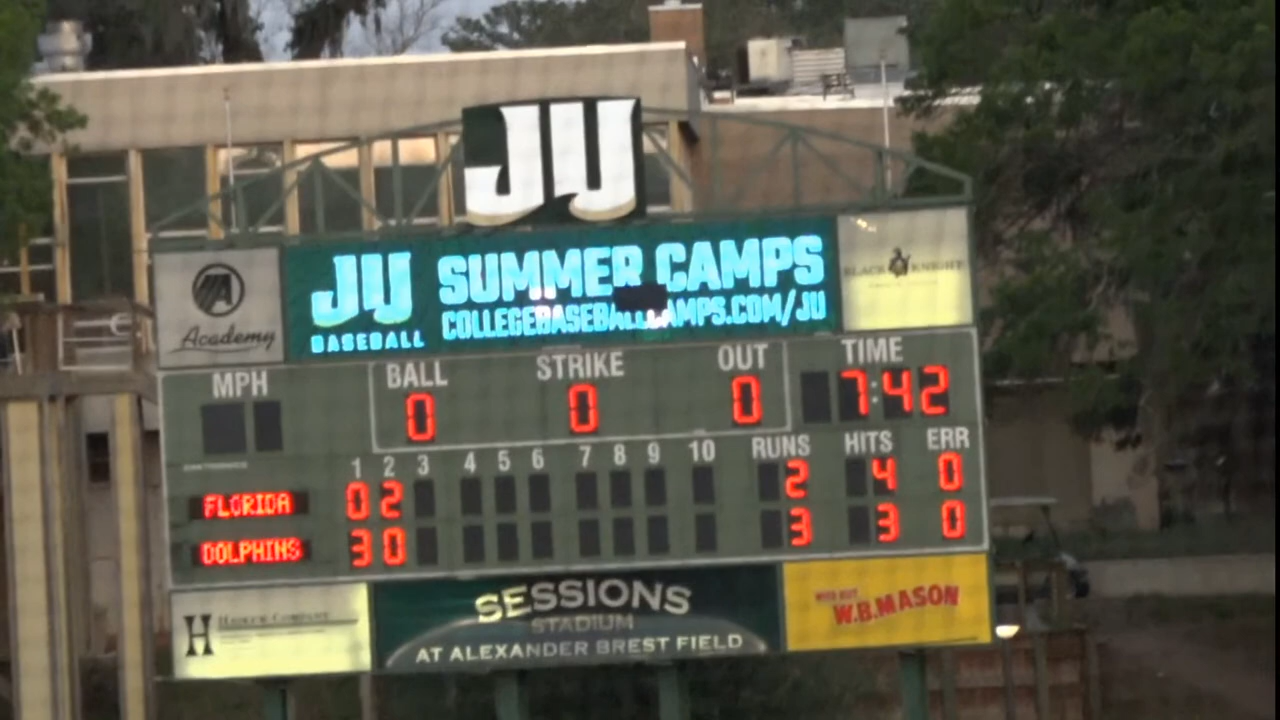 JU
JU SUMMER CAMPS
BASEBALL COLLEGEBASEBALLCAMPS.COM/JU
Academy
BLACK KNIGHT
MPH BALL STRIKE OUT TIME
0 0 0 7:42
1 2 3 4 5 6 7 8 9 10 RUNS HITS ERR
FLORIDA 0 2 2 4 0
DOLPHINS 3 0 3 3 0
H
SESSIONS
STADIUM
AT ALEXANDER BREST FIELD
W.B.MASON